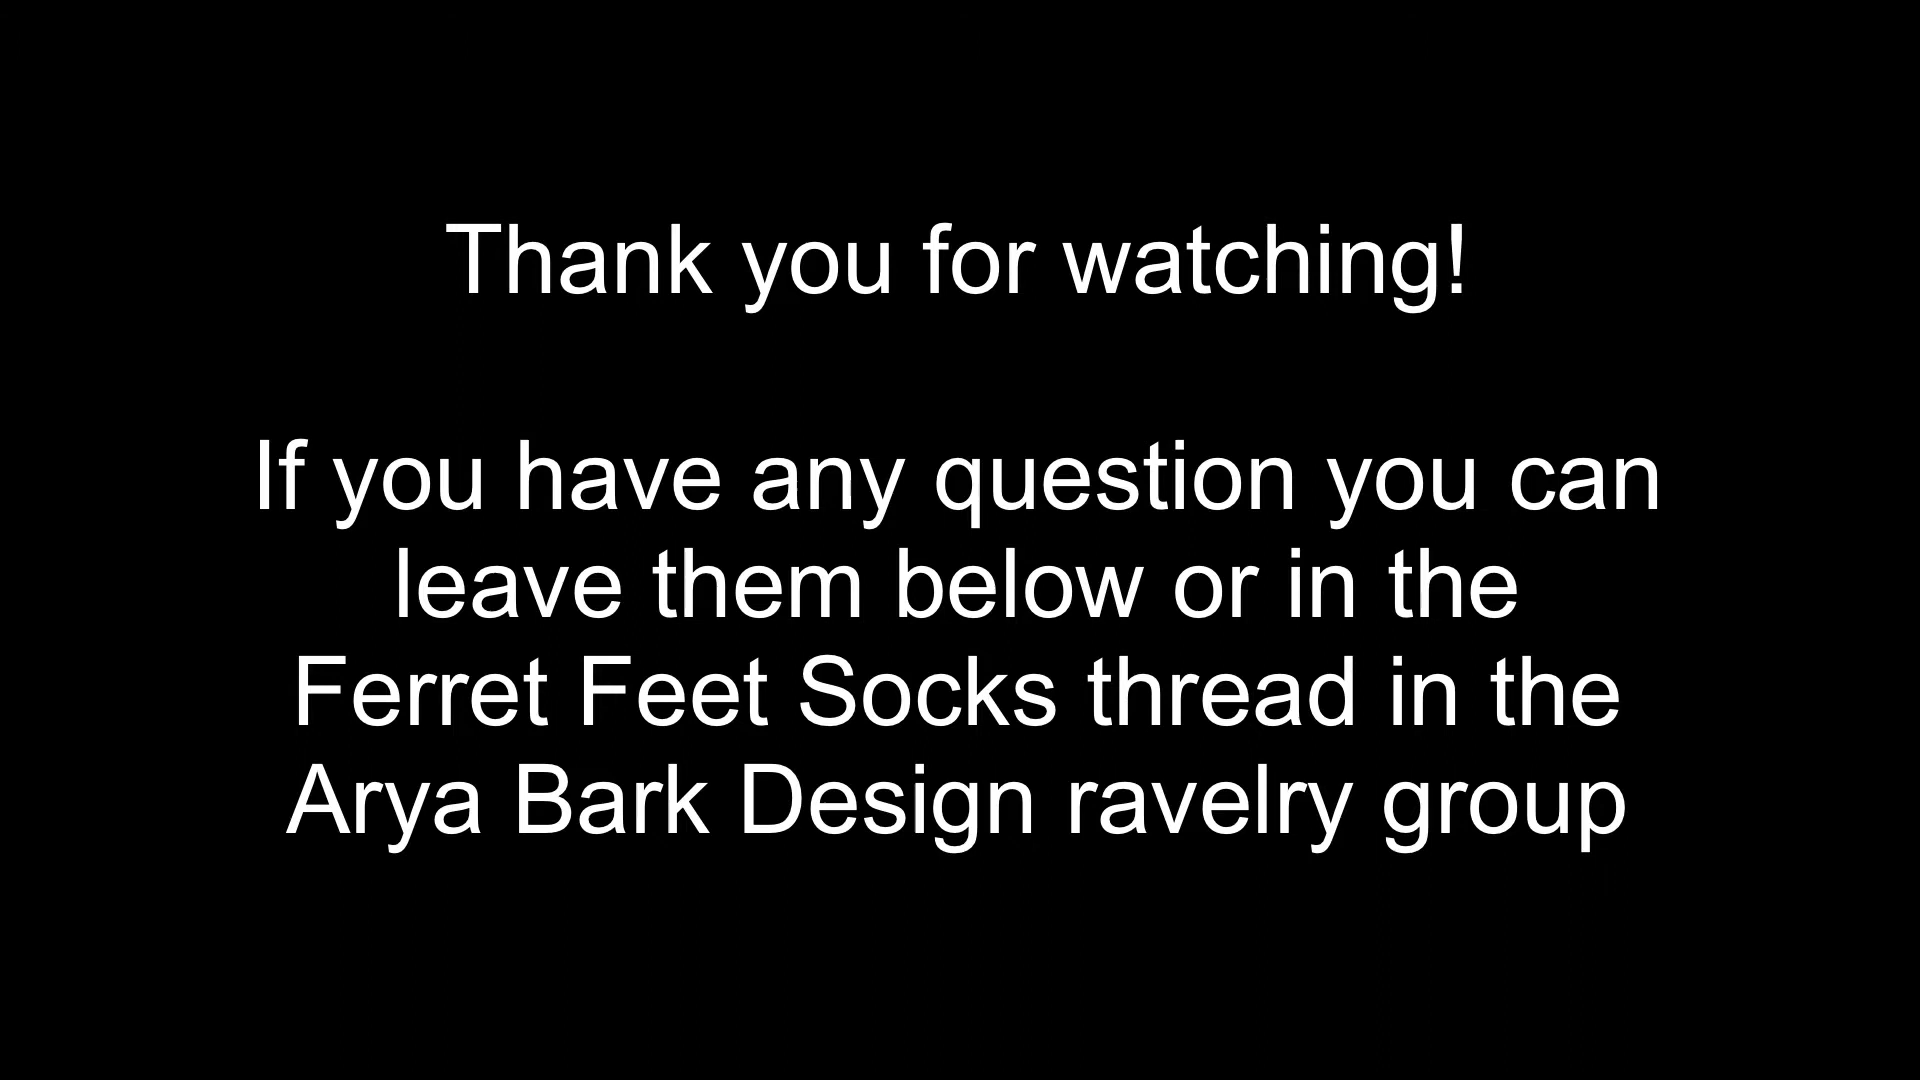 Thank you for watching!
If you have any question you can
leave them below or in the
Ferret Feet Socks thread in the
Arya Bark Design ravelry group